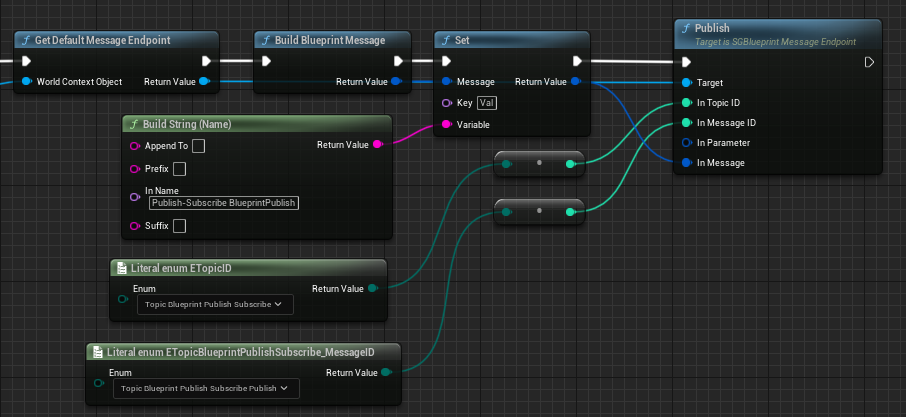 Get Default Message Endpoint
World Context Object
Return Value
Build Blueprint Message
Return Value
Set
Message
Return Value
Key
Val
Variable
Publish
Target is SGBlueprint Message Endpoint
Target
In Topic ID
In Message ID
In Parameter
In Message
Build String (Name)
Append To
Return Value
Prefix
In Name
Publish-Subscribe BlueprintPublish
Suffix
Literal enum ETopicID
Enum
Return Value
Topic Blueprint Publish Subscribe
Literal enum ETopicBlueprintPublishSubscribe_MessageID
Enum
Return Value
Topic Blueprint Publish Subscribe Publish